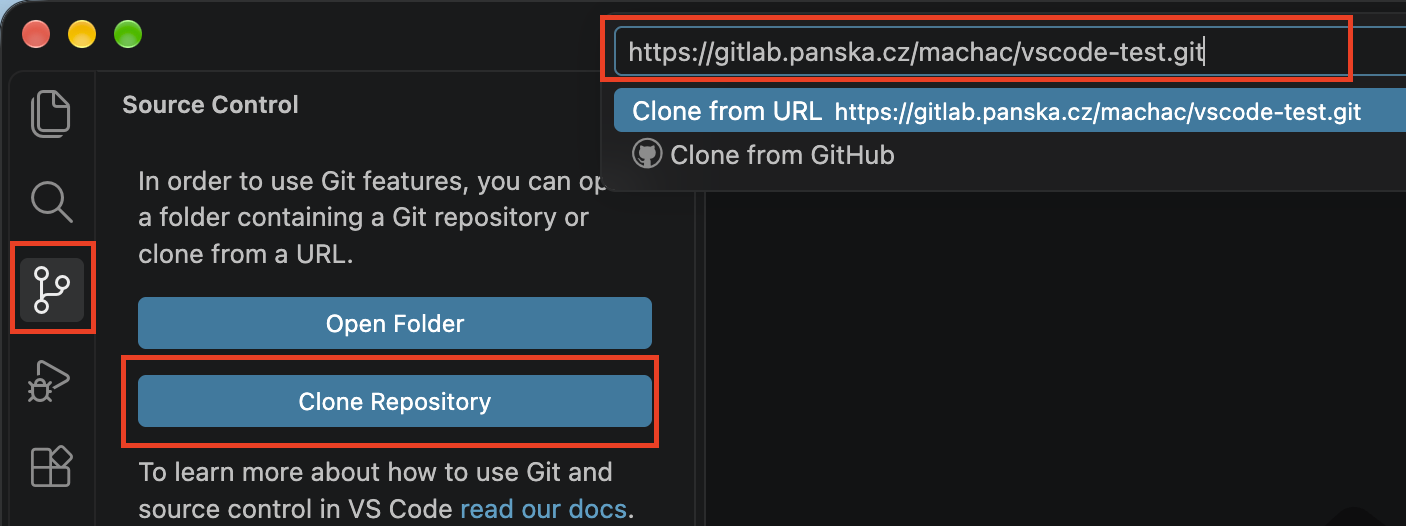 https://gitlab.panska.cz/machac/vscode-test.git
Clone from URL https://gitlab.panska.cz/machac/vscode-test.git
Clone from GitHub
Source Control
In order to use Git features, you can op
a folder containing a Git repository or
clone from a URL.
Open Folder
Clone Repository
To learn more about how to use Git and
source control in VS Code read our docs.